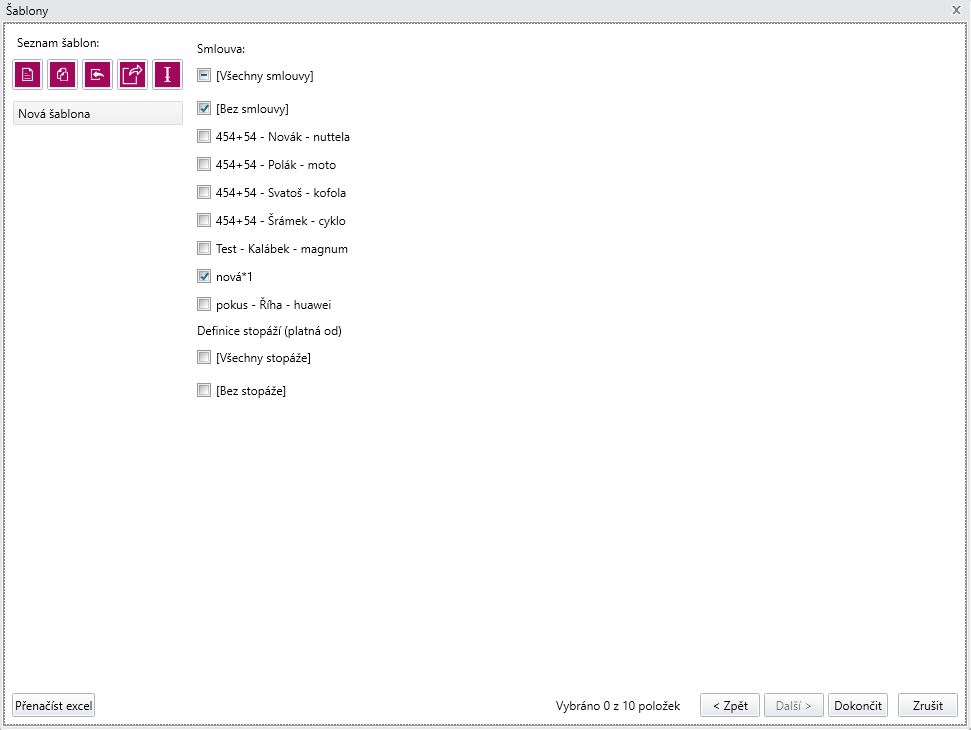 Šablony
Seznam šablon:
Nová šablona
Smlouva:
[Všechny smlouvy]
[Bez smlouvy]
454+54 - Novák - nuttela
454+54 - Polák - moto
454+54 - Svatoš - kofola
454+54 - Šrámek - cyklo
Test - Kalábek - magnum
nová*1
pokus - Říha - huawei
Definice stopáží (platná od)
[Všechny stopáže]
[Bez stopáže]
Přenačíst excel
Vybráno 0 z 10 položek
< Zpět
Další >
Dokončit
Zrušit